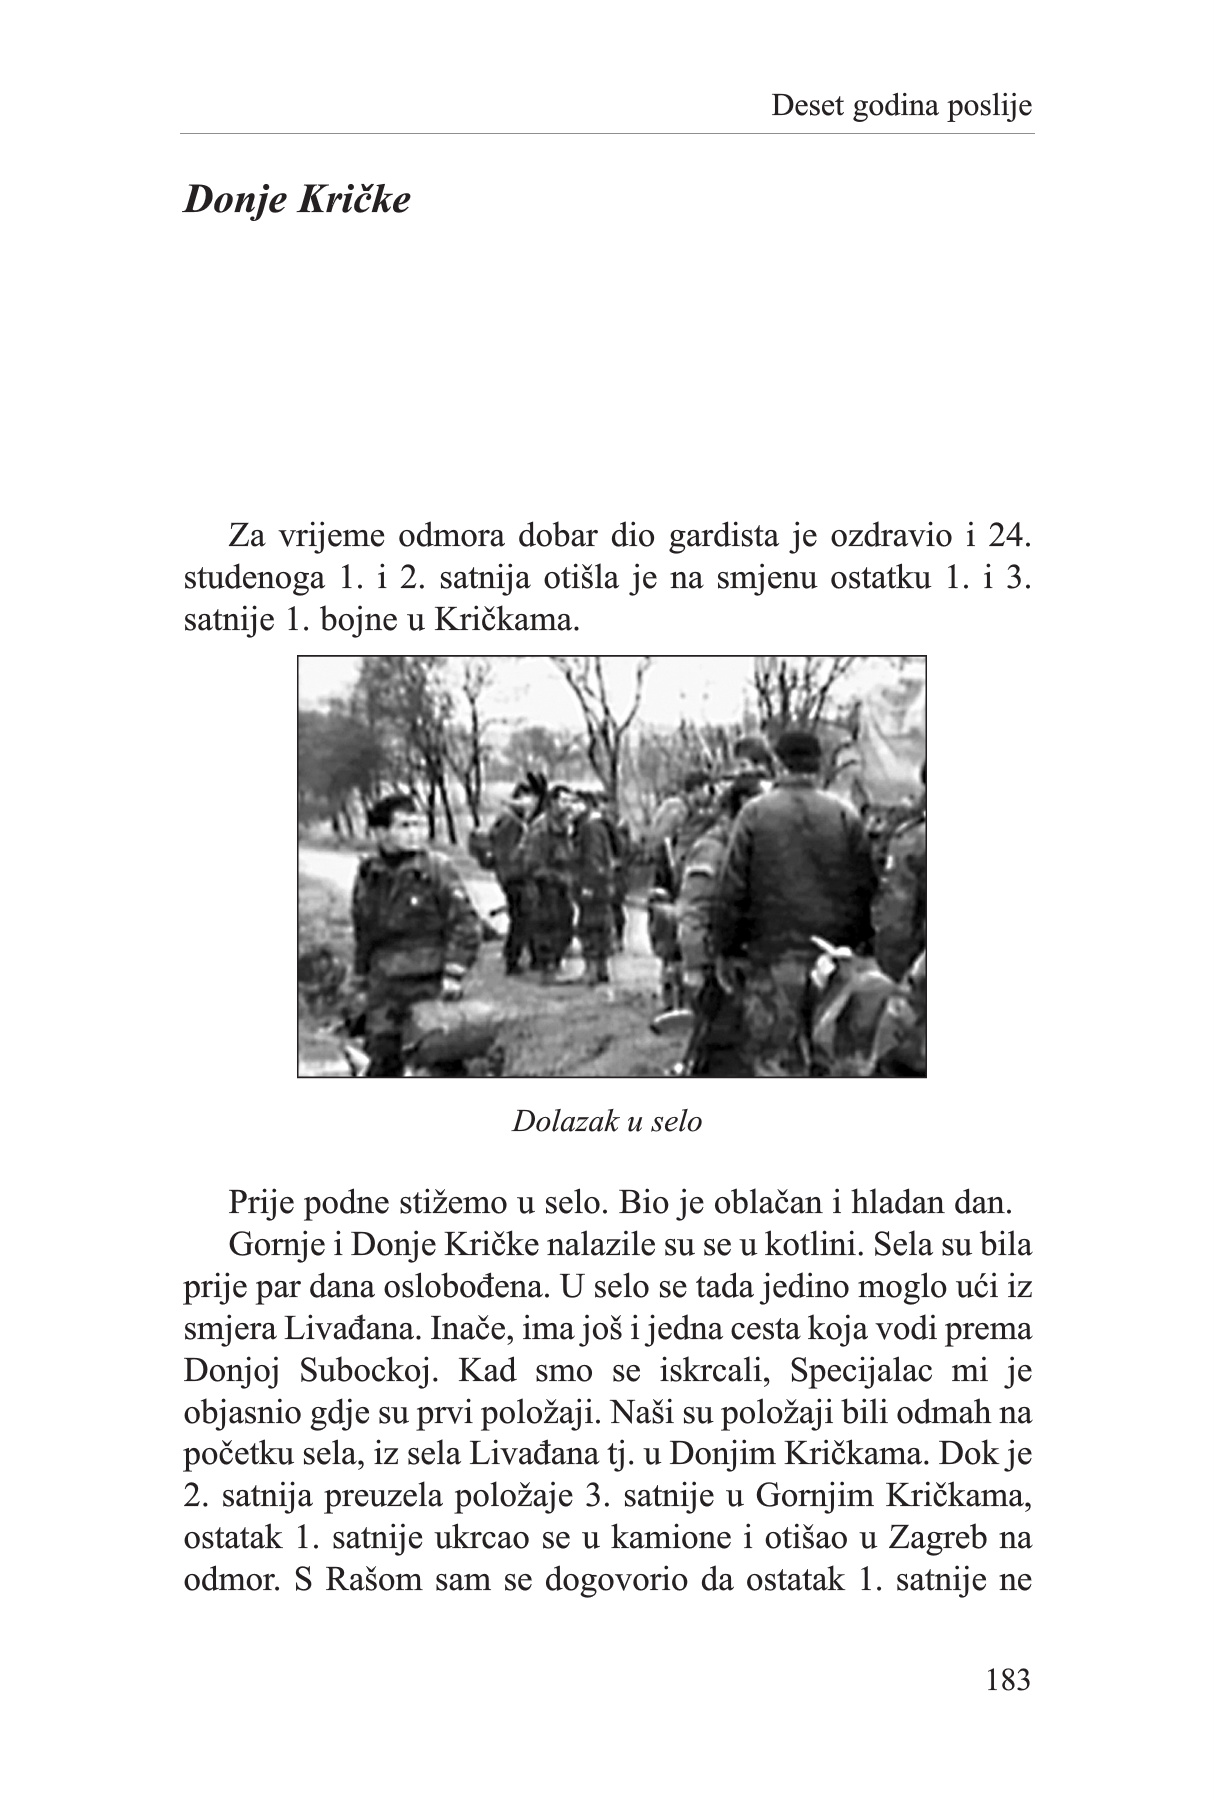 Deset godina poslije
Donje Kričke
Za vrijeme odmora dobar dio gardista je ozdravio i 24.
studenoga 1. i 2. satnija otišla je na smjenu ostatku 1. i 3.
satnije 1. bojne u Kričkama.
Dolazak u selo
Prije podne stižemo u selo. Bio je oblačan i hladan dan.
Gornje i Donje Kričke nalazile su se u kotlini. Sela su bila
prije par dana oslobođena. U selo se tada jedino moglo ući iz
smjera Livađana. Inače, ima još i jedna cesta koja vodi prema
Donjoj Subockoj. Kad smo se iskrcali, Specijalac mi je
objasnio gdje su prvi položaji. Naši su položaji bili odmah na
početku sela, iz sela Livađana tj. u Donjim Kričkama. Dok je
2. satnija preuzela položaje 3. satnije u Gornjim Kričkama,
ostatak 1. satnije ukrcao se u kamione i otišao u Zagreb na
odmor. S Rašom sam se dogovorio da ostatak 1. satnije ne
183